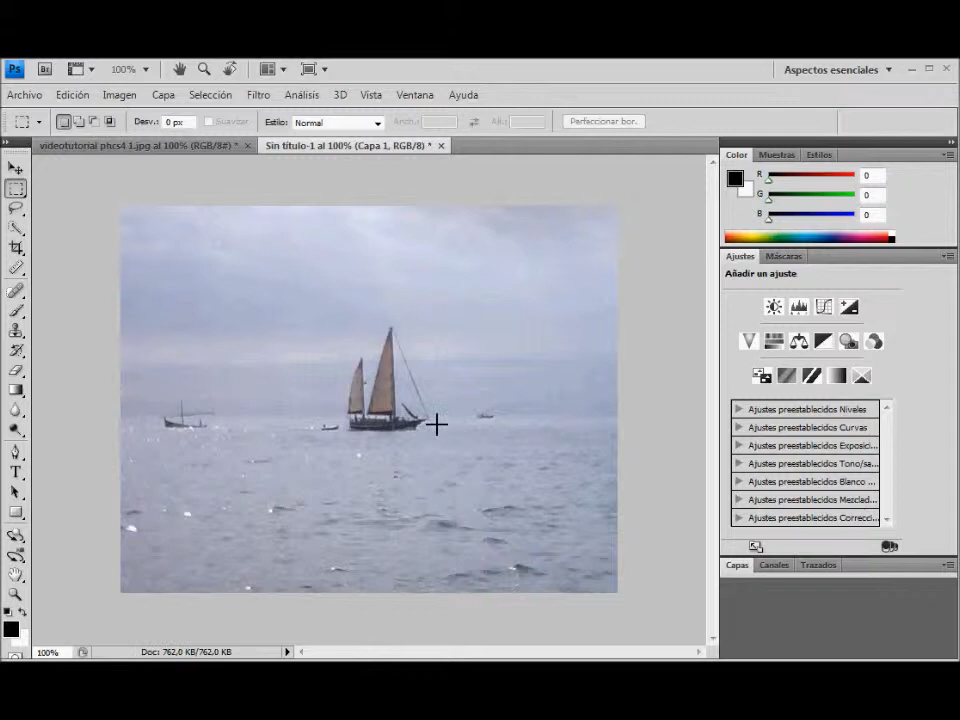 Ps Br 100% Aspectos esenciales
Archivo Edición Imagen Capa Selección Filtro Análisis 3D Vista Ventana Ayuda
Desv.: 0 px Suavizar Estilo: Normal Anch.: Alt.: Perfeccionar bor.
videotutorial phcs4 1.jpg al 100% (RGB/8#) * × Sin título-1 al 100% (Capa 1, RGB/8) * ×
Color Muestras Estilos
R 0
G 0
B 0
Ajustes Máscaras
Añadir un ajuste
Ajustes preestablecidos Niveles
Ajustes preestablecidos Curvas
Ajustes preestablecidos Exposici...
Ajustes preestablecidos Tono/sa...
Ajustes preestablecidos Blanco ...
Ajustes preestablecidos Mezclad...
Ajustes preestablecidos Correcci...
Capas Canales Trazados
100% Doc: 762,0 KB/762,0 KB